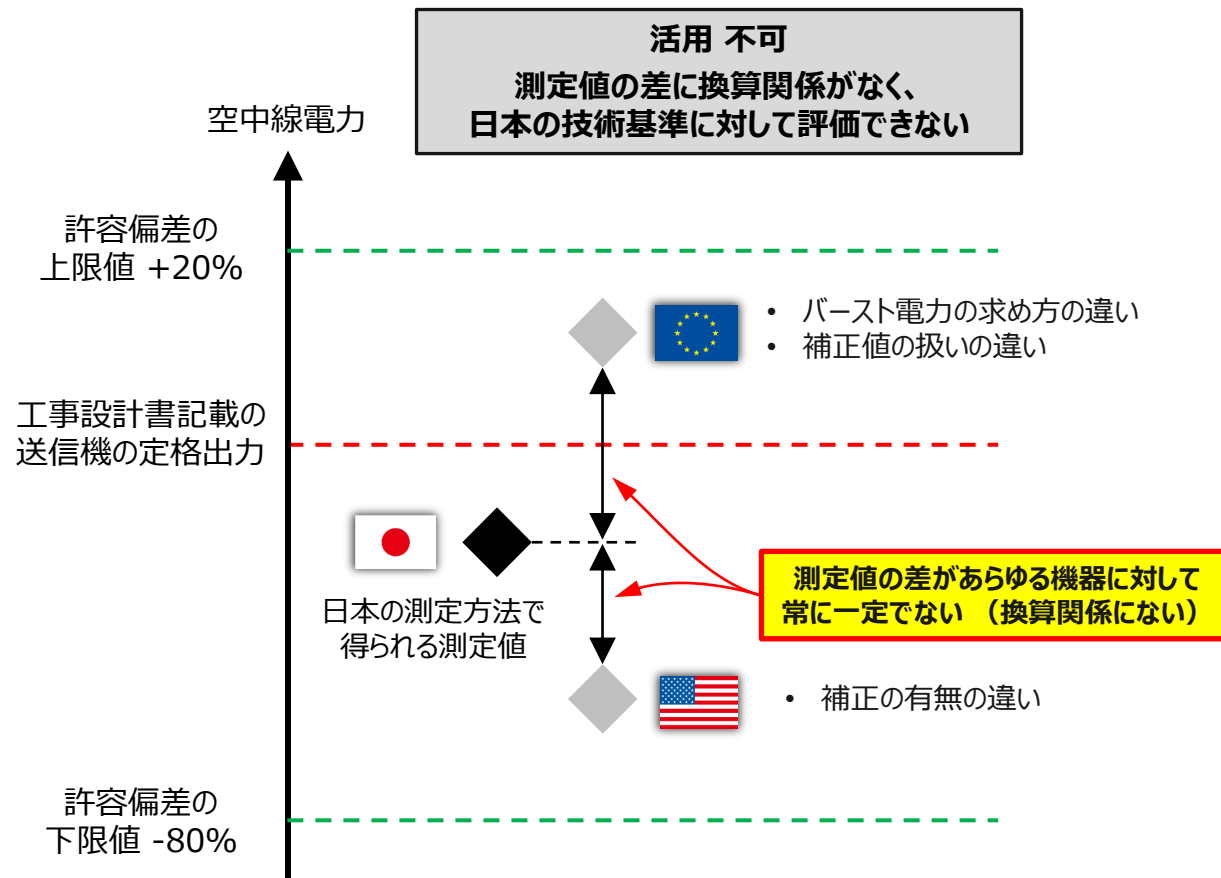 活用 不可
測定値の差に換算関係がなく、
日本の技術基準に対して評価できない
空中線電力
許容偏差の
上限値 +20%
• バースト電力の求め方の違い
• 補正値の扱いの違い
工事設計書記載の
送信機の定格出力
日本の測定方法で
得られる測定値
測定値の差があらゆる機器に対して
常に一定でない （換算関係にない）
• 補正の有無の違い
許容偏差の
下限値 -80%